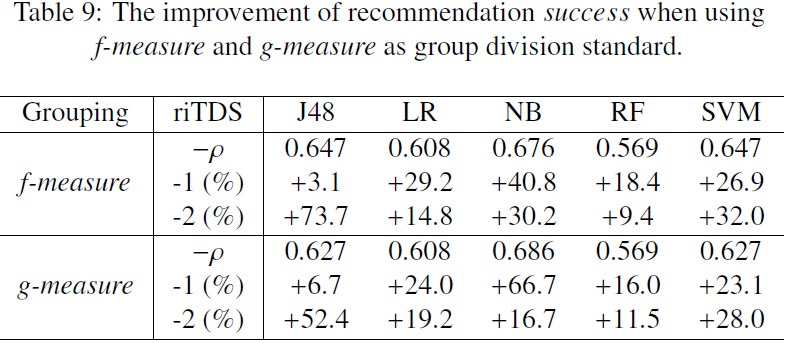 Table 9: The improvement of recommendation success when using
f-measure and g-measure as group division standard.
Grouping riTDS J48 LR NB RF SVM
−ρ 0.647 0.608 0.676 0.569 0.647
f-measure -1 (%) +3.1 +29.2 +40.8 +18.4 +26.9
-2 (%) +73.7 +14.8 +30.2 +9.4 +32.0
−ρ 0.627 0.608 0.686 0.569 0.627
g-measure -1 (%) +6.7 +24.0 +66.7 +16.0 +23.1
-2 (%) +52.4 +19.2 +16.7 +11.5 +28.0